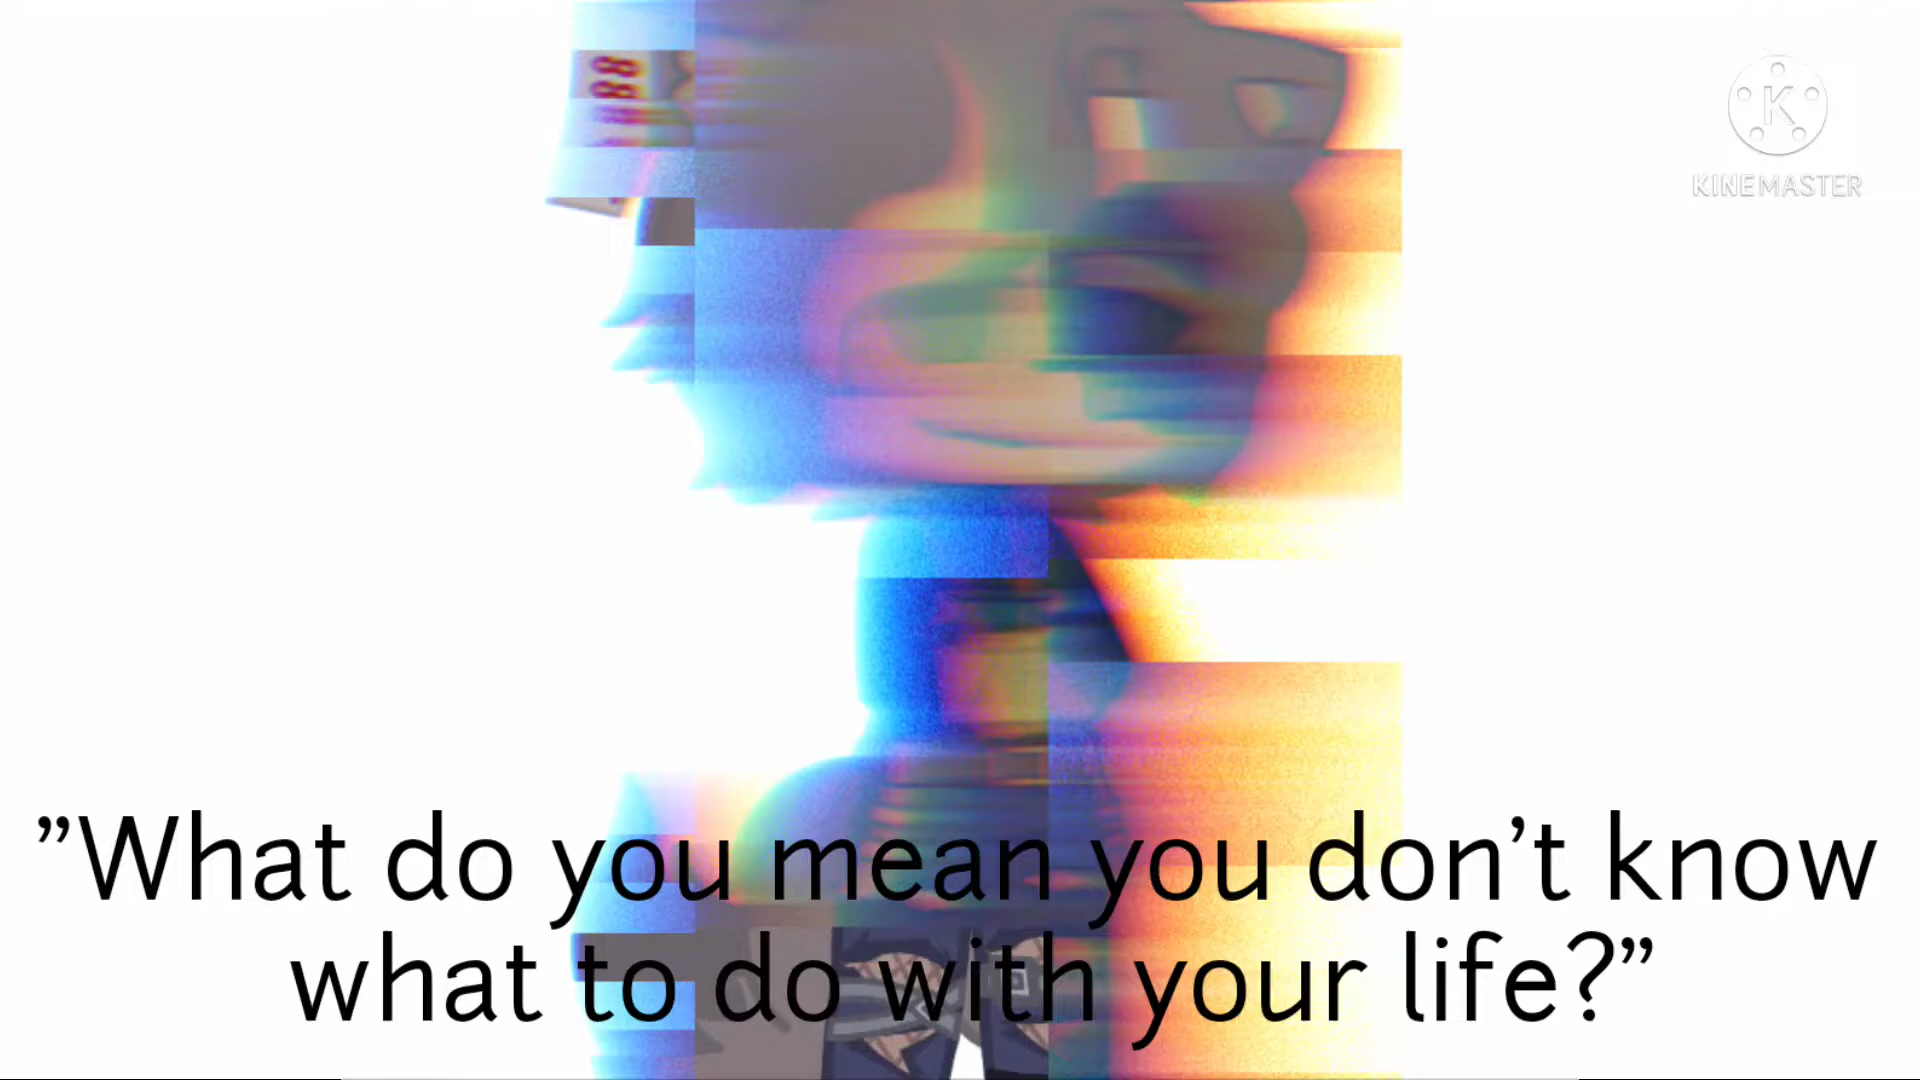 KINEMASTER
”What do you mean you don’t know
what to do with your life?”